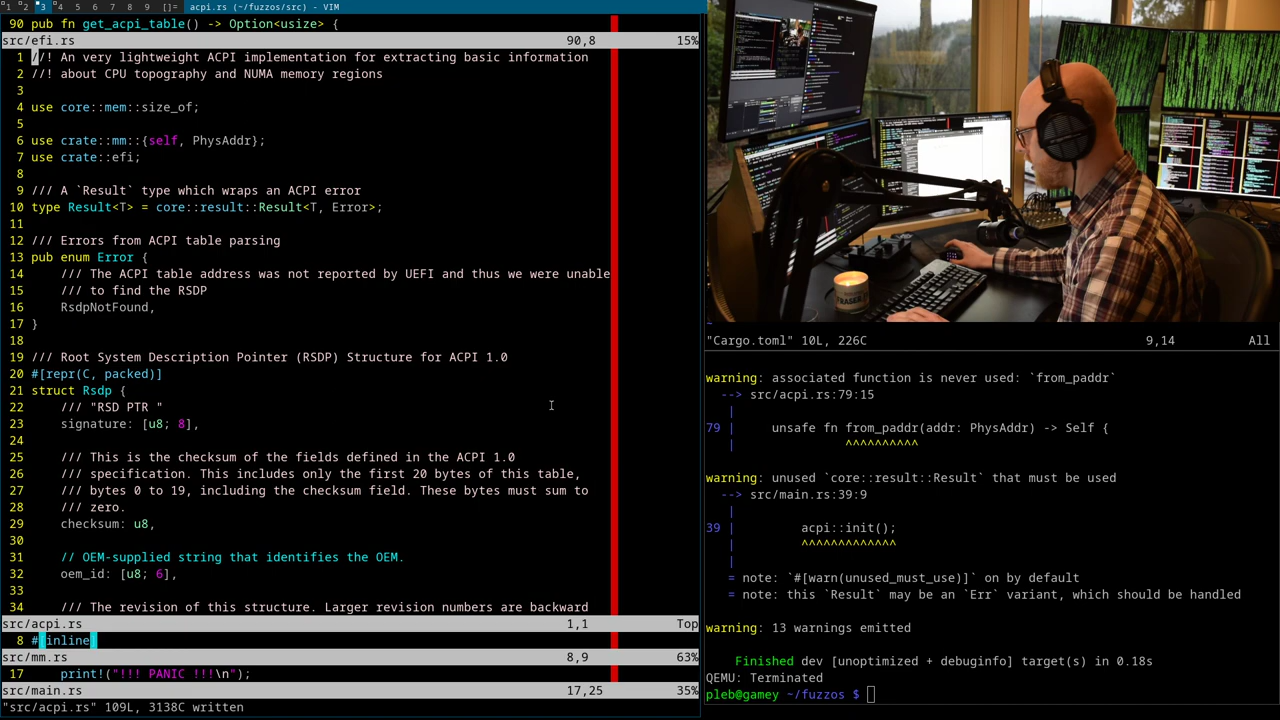 1 2 3 4 5 6 7 8 9 []= acpi.rs (~/fuzzos/src) - VIM
90 pub fn get_acpi_table() -> Option<usize> {
src/efi.rs 90,8 15%
1 //! An very lightweight ACPI implementation for extracting basic information
2 //! about CPU topography and NUMA memory regions
3
4 use core::mem::size_of;
5
6 use crate::mm::{self, PhysAddr};
7 use crate::efi;
8
9 /// A `Result` type which wraps an ACPI error
10 type Result<T> = core::result::Result<T, Error>;
11
12 /// Errors from ACPI table parsing
13 pub enum Error {
14 /// The ACPI table address was not reported by UEFI and thus we were unable
15 /// to find the RSDP
16 RsdpNotFound,
17 }
18
19 /// Root System Description Pointer (RSDP) Structure for ACPI 1.0
20 #[repr(C, packed)]
21 struct Rsdp {
22 /// "RSD PTR "
23 signature: [u8; 8],
24
25 /// This is the checksum of the fields defined in the ACPI 1.0
26 /// specification. This includes only the first 20 bytes of this table,
27 /// bytes 0 to 19, including the checksum field. These bytes must sum to
28 /// zero.
29 checksum: u8,
30
31 // OEM-supplied string that identifies the OEM.
32 oem_id: [u8; 6],
33
34 /// The revision of this structure. Larger revision numbers are backward
src/acpi.rs 1,1 Top
8 #[inline]
src/mm.rs 8,9 63%
17 print!("!!! PANIC !!!\n");
src/main.rs 17,25 35%
"src/acpi.rs" 109L, 3138C written
FRASER
~
"Cargo.toml" 10L, 226C 9,14 All
warning: associated function is never used: `from_paddr`
--> src/acpi.rs:79:15
|
79 | unsafe fn from_paddr(addr: PhysAddr) -> Self {
| ^^^^^^^^^^
warning: unused `core::result::Result` that must be used
--> src/main.rs:39:9
|
39 | acpi::init();
| ^^^^^^^^^^^^^
|
= note: `#[warn(unused_must_use)]` on by default
= note: this `Result` may be an `Err` variant, which should be handled
warning: 13 warnings emitted
Finished dev [unoptimized + debuginfo] target(s) in 0.18s
QEMU: Terminated
pleb@gamey ~/fuzzos $